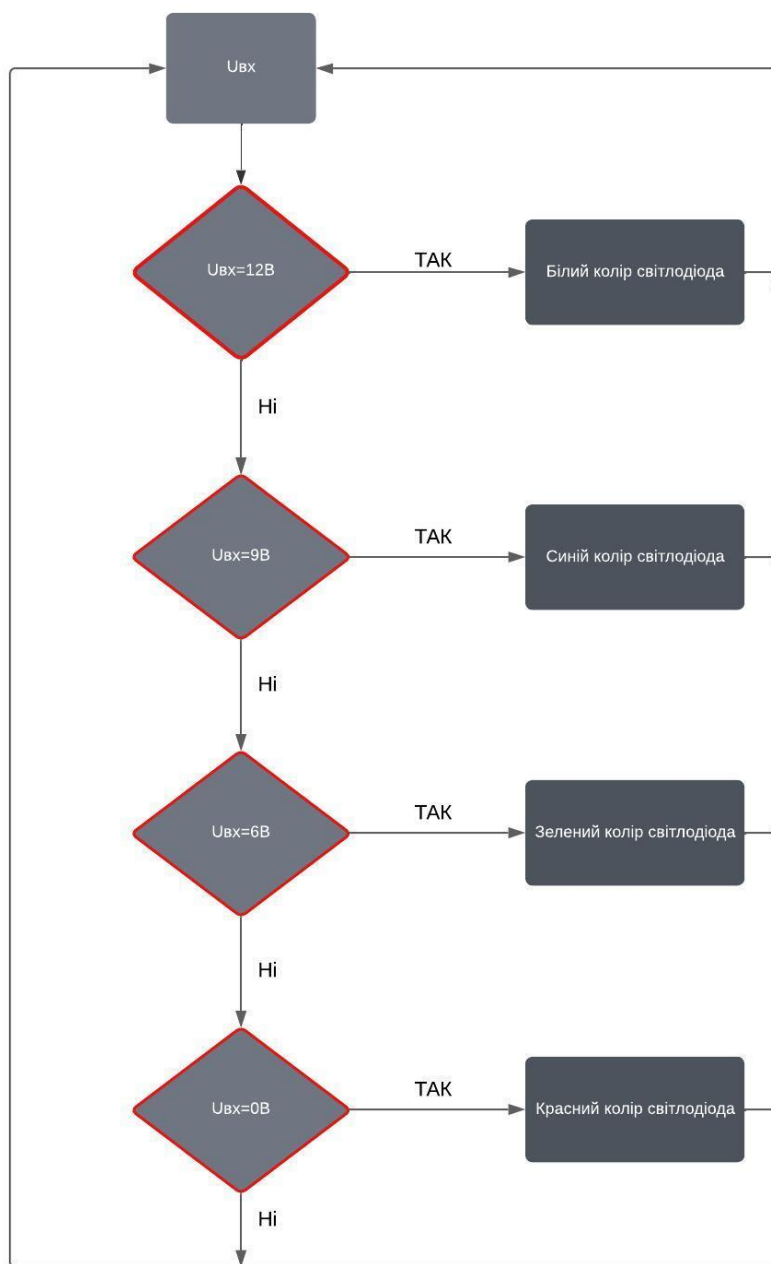 Uвх
Uвх=12В
ТАК
Білий колір світлодіода
Ні
Uвх=9В
ТАК
Синій колір світлодіода
Ні
Uвх=6В
ТАК
Зелений колір світлодіода
Ні
Uвх=0В
ТАК
Красний колір світлодіода
Ні